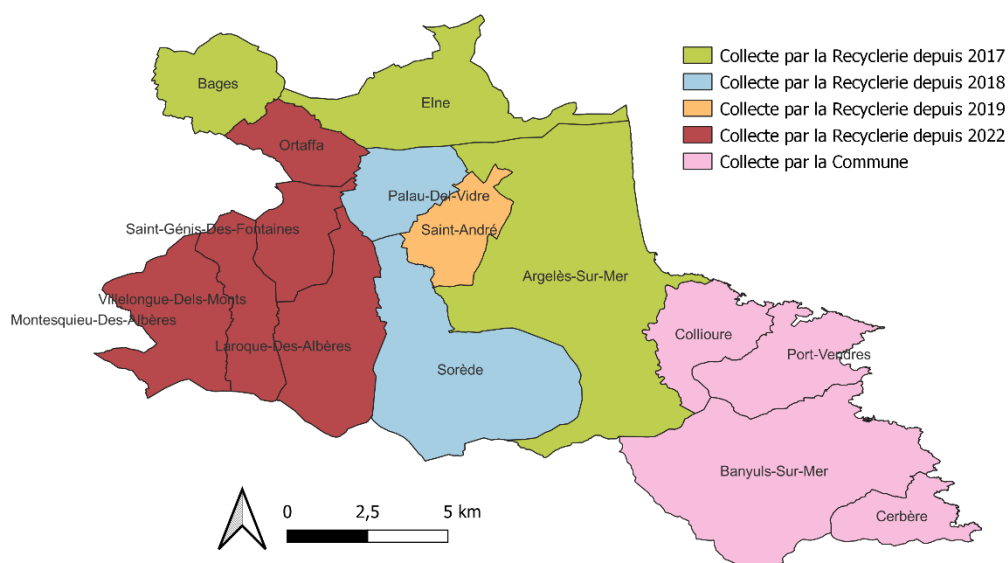 Collecte par la Recyclerie depuis 2017
Collecte par la Recyclerie depuis 2018
Collecte par la Recyclerie depuis 2019
Collecte par la Recyclerie depuis 2022
Collecte par la Commune
Bages
Elne
Ortaffa
Palau-Del-Vidre
Saint-André
Saint-Génis-Des-Fontaines
Argelès-Sur-Mer
Villelongue-Dels-Monts
Montesquieu-Des-Albères
Laroque-Des-Albères
Sorède
Collioure
Port-Vendres
Banyuls-Sur-Mer
Cerbère
0 2,5 5 km